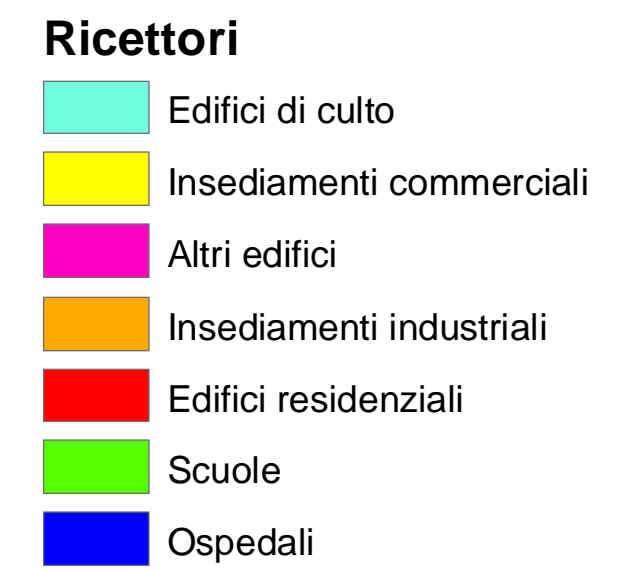 Ricettori
Edifici di culto
Insediamenti commerciali
Altri edifici
Insediamenti industriali
Edifici residenziali
Scuole
Ospedali